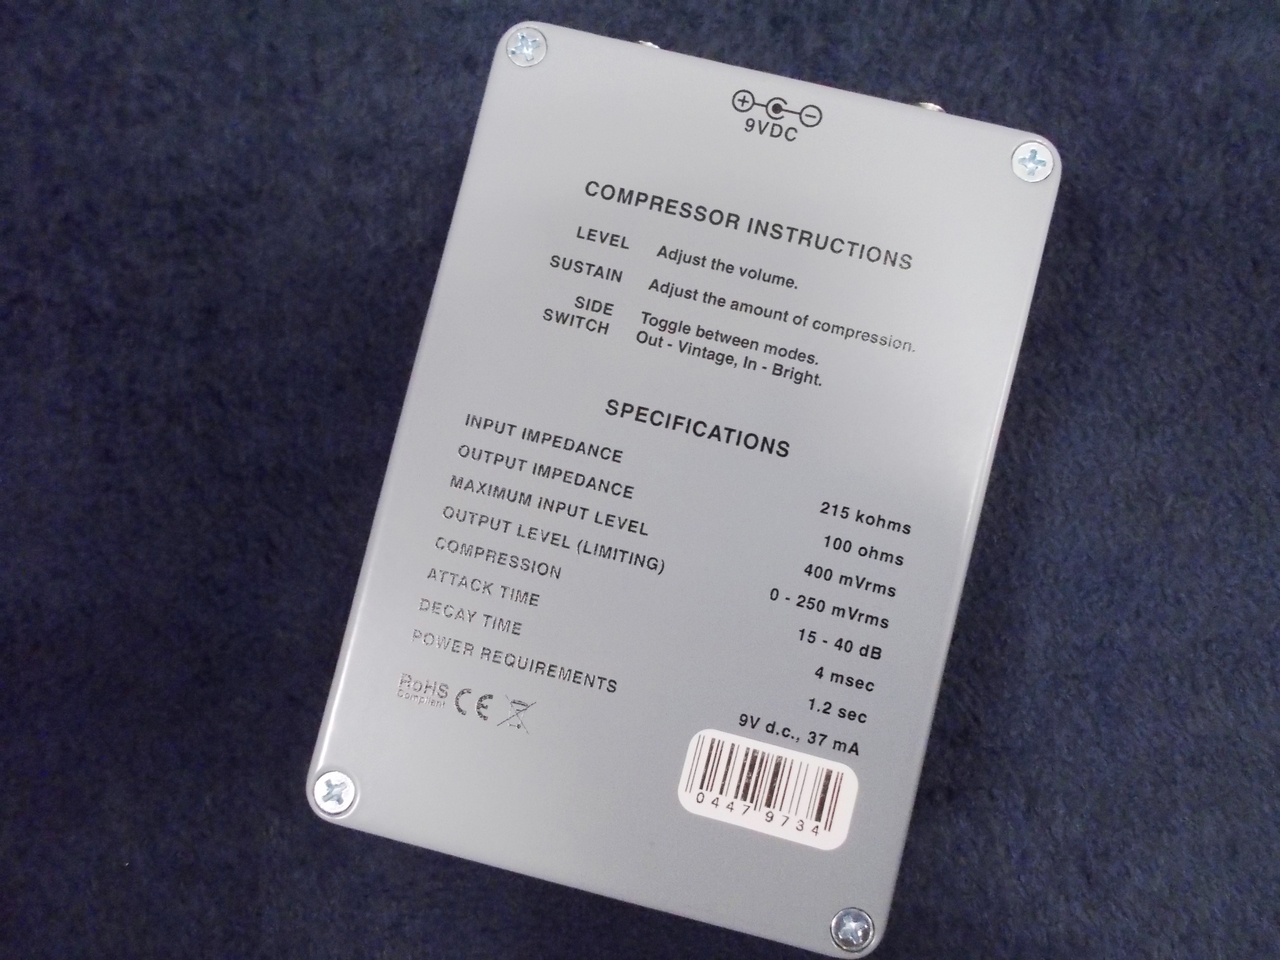 9VDC
COMPRESSOR INSTRUCTIONS
LEVEL Adjust the volume.
SUSTAIN Adjust the amount of compression.
SIDE SWITCH Toggle between modes.
Out - Vintage, In - Bright.
SPECIFICATIONS
INPUT IMPEDANCE 215 kohms
OUTPUT IMPEDANCE 100 ohms
MAXIMUM INPUT LEVEL 400 mVrms
OUTPUT LEVEL (LIMITING) 0 - 250 mVrms
COMPRESSION 15 - 40 dB
ATTACK TIME 4 msec
DECAY TIME 1.2 sec
POWER REQUIREMENTS 9V d.c., 37 mA
RoHS
Compliant
CE
04479734